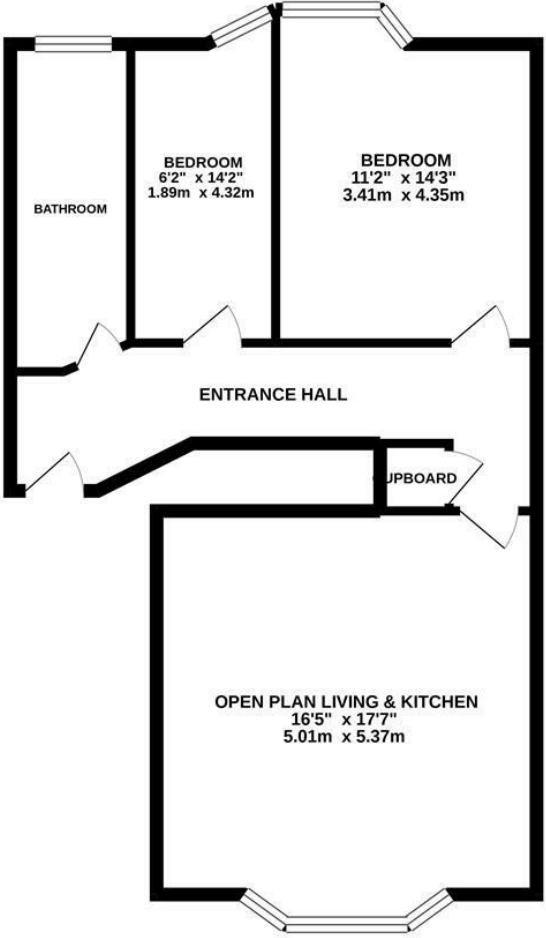 BEDROOM
6'2" x 14'2"
1.89m x 4.32m
BEDROOM
11'2" x 14'3"
3.41m x 4.35m
BATHROOM
ENTRANCE HALL
CUPBOARD
OPEN PLAN LIVING & KITCHEN
16'5" x 17'7"
5.01m x 5.37m